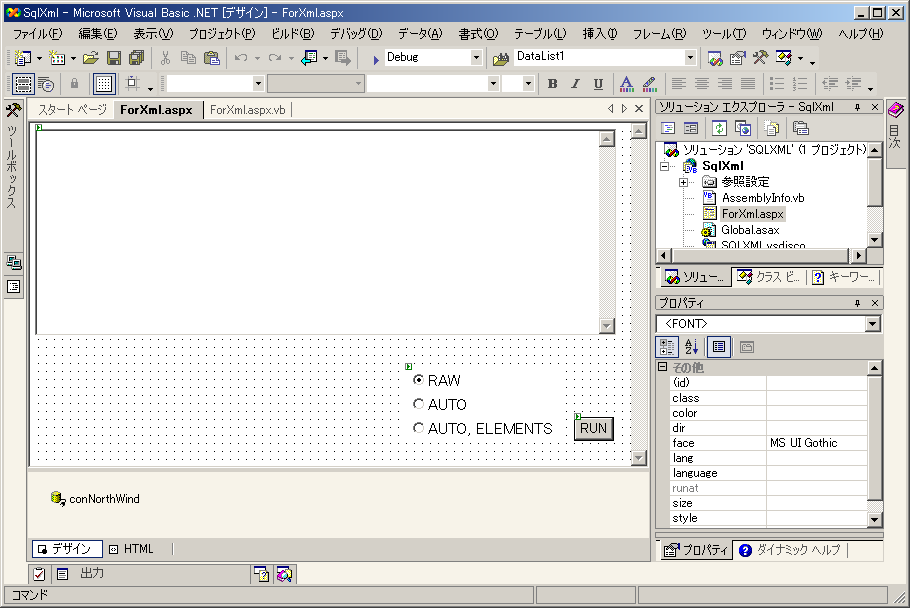 SqlXml - Microsoft Visual Basic .NET [デザイン] - ForXml.aspx
ファイル(F) 編集(E) 表示(V) プロジェクト(P) ビルド(B) デバッグ(D) データ(A) 書式(O) テーブル(L) 挿入(I) フレーム(R) ツール(T) ウィンドウ(W) ヘルプ(H)
Debug DataList1
B I U A
スタート ページ ForXml.aspx ForXml.aspx.vb
ツールボックス
RAW
AUTO
AUTO, ELEMENTS
RUN
conNorthWind
デザイン HTML
出力
コマンド
ソリューション エクスプローラ - SqlXml
ソリューション 'SQLXML' (1 プロジェクト)
SqlXml
参照設定
AssemblyInfo.vb
ForXml.aspx
Global.asax
SQLXML.vsdisco
ソリュー... クラス ビ... キーワー...
目次
プロパティ
<FONT>
その他
(id)
class
color
dir
face MS UI Gothic
lang
language
runat
size
style
プロパティ ダイナミック ヘルプ